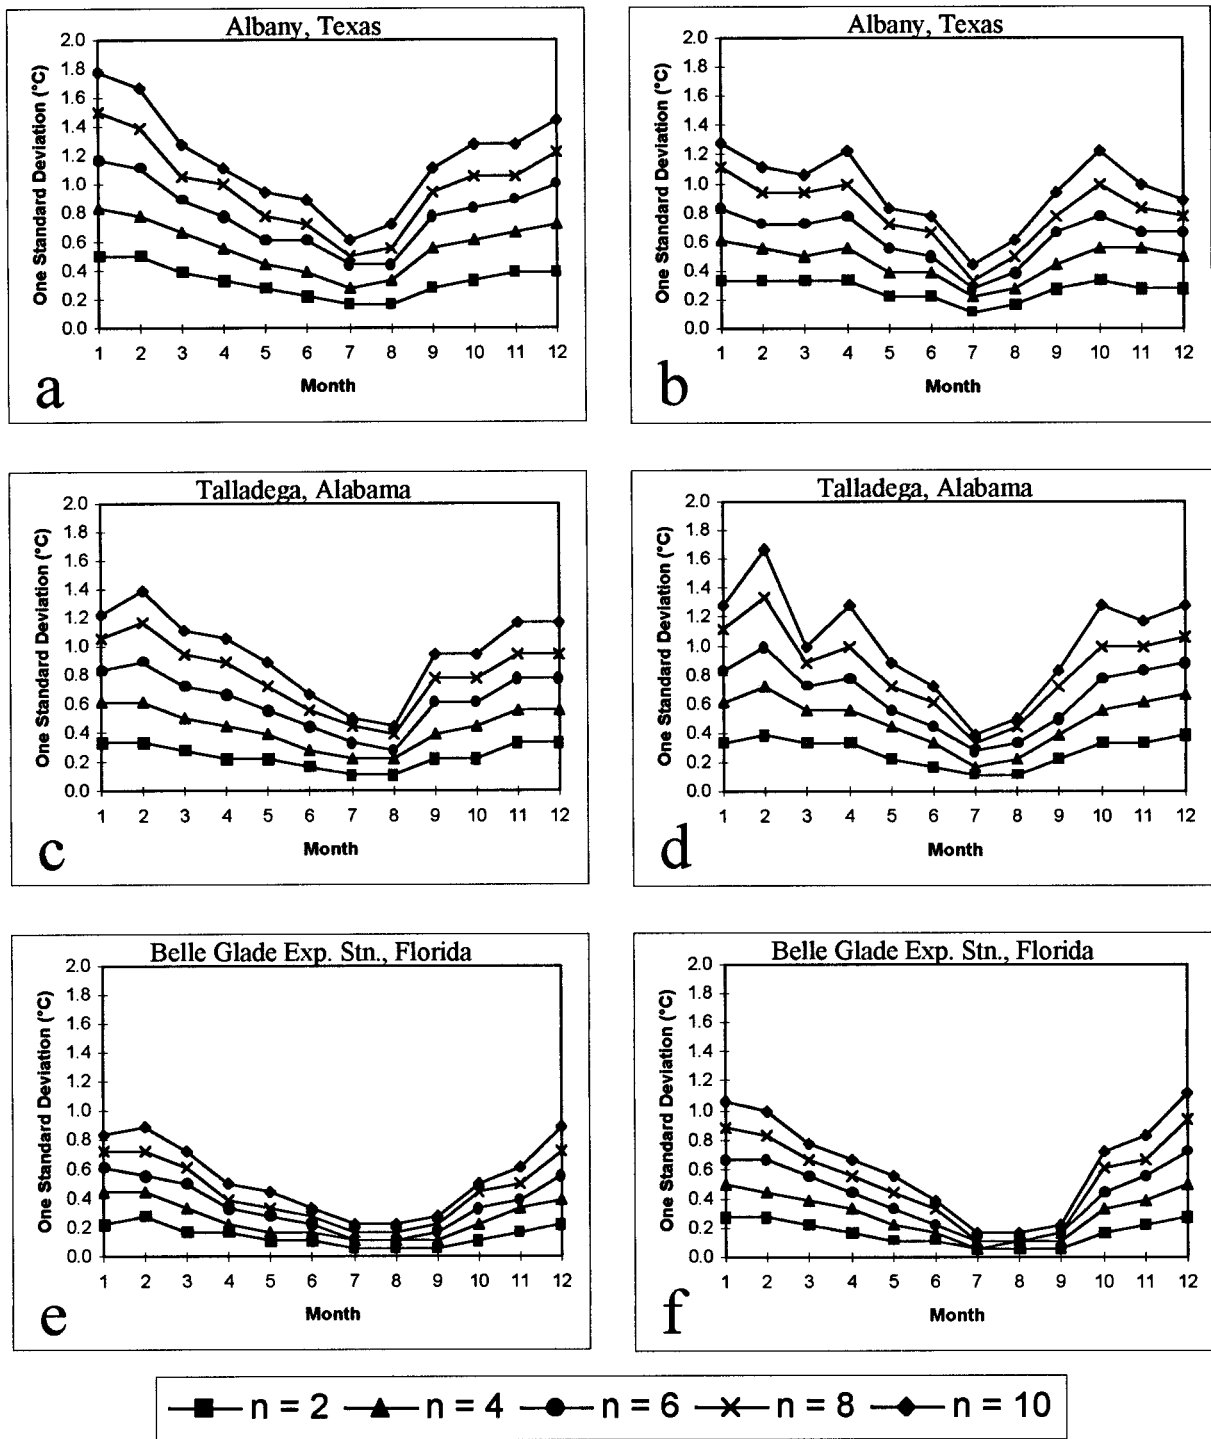 Albany, Texas
One Standard Deviation (°C)
2.0
1.8
1.6
1.4
1.2
1.0
0.8
0.6
0.4
0.2
0.0
1 2 3 4 5 6 7 8 9 10 11 12
Month
a
Albany, Texas
One Standard Deviation (°C)
2.0
1.8
1.6
1.4
1.2
1.0
0.8
0.6
0.4
0.2
0.0
1 2 3 4 5 6 7 8 9 10 11 12
Month
b
Talladega, Alabama
One Standard Deviation (°C)
2.0
1.8
1.6
1.4
1.2
1.0
0.8
0.6
0.4
0.2
0.0
1 2 3 4 5 6 7 8 9 10 11 12
Month
c
Talladega, Alabama
One Standard Deviation (°C)
2.0
1.8
1.6
1.4
1.2
1.0
0.8
0.6
0.4
0.2
0.0
1 2 3 4 5 6 7 8 9 10 11 12
Month
d
Belle Glade Exp. Stn., Florida
One Standard Deviation (°C)
2.0
1.8
1.6
1.4
1.2
1.0
0.8
0.6
0.4
0.2
0.0
1 2 3 4 5 6 7 8 9 10 11 12
Month
e
Belle Glade Exp. Stn., Florida
One Standard Deviation (°C)
2.0
1.8
1.6
1.4
1.2
1.0
0.8
0.6
0.4
0.2
0.0
1 2 3 4 5 6 7 8 9 10 11 12
Month
f
n = 2 n = 4 n = 6 n = 8 n = 10